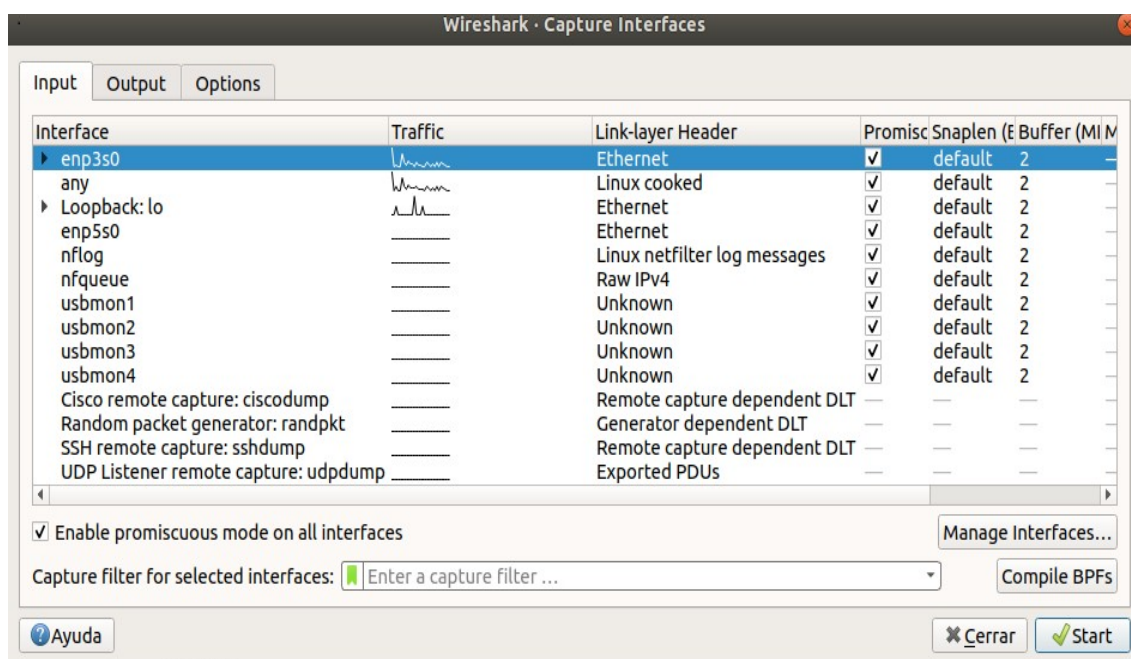 Wireshark · Capture Interfaces
Input Output Options
Interface Traffic Link-layer Header Promisc Snaplen (E Buffer (MI M
enp3s0 Ethernet default 2 —
any Linux cooked default 2 —
Loopback: lo Ethernet default 2 —
enp5s0 Ethernet default 2 —
nflog Linux netfilter log messages default 2 —
nfqueue Raw IPv4 default 2 —
usbmon1 Unknown default 2 —
usbmon2 Unknown default 2 —
usbmon3 Unknown default 2 —
usbmon4 Unknown default 2 —
Cisco remote capture: ciscodump Remote capture dependent DLT — — — —
Random packet generator: randpkt Generator dependent DLT — — — —
SSH remote capture: sshdump Remote capture dependent DLT — — — —
UDP Listener remote capture: udpdump Exported PDUs — — — —
Enable promiscuous mode on all interfaces Manage Interfaces...
Capture filter for selected interfaces: Enter a capture filter ... Compile BPFs
Ayuda Cerrar Start